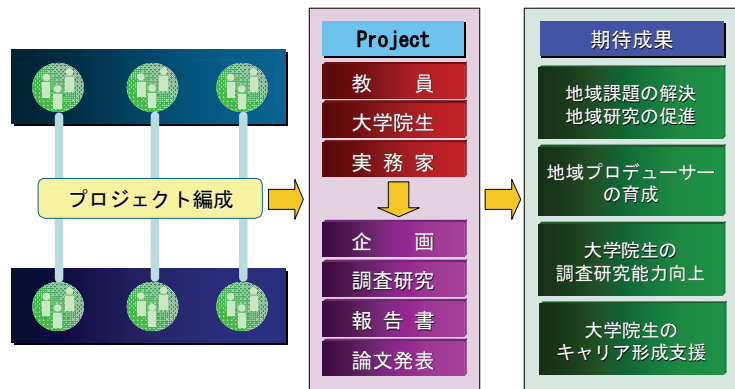 プロジェクト編成
Project
教員
大学院生
実務家
企画
調査研究
報告書
論文発表
期待成果
地域課題の解決
地域研究の促進
地域プロデューサー
の育成
大学院生の
調査研究能力向上
大学院生の
キャリア形成支援